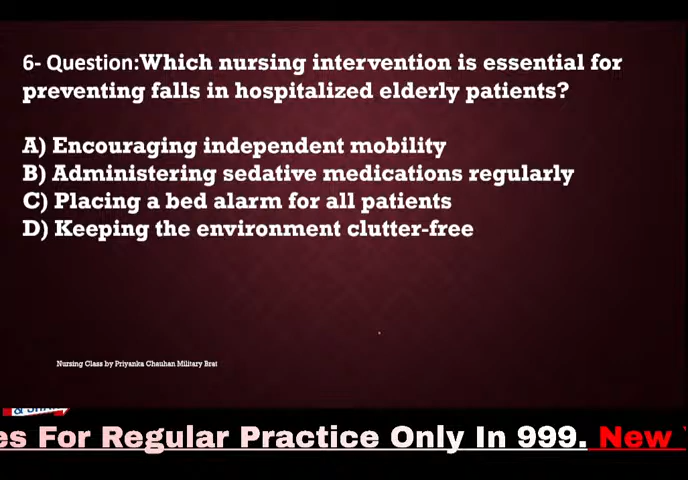 6- Question:Which nursing intervention is essential for
preventing falls in hospitalized elderly patients?
A) Encouraging independent mobility
B) Administering sedative medications regularly
C) Placing a bed alarm for all patients
D) Keeping the environment clutter-free
Nursing Class by Priyanka Chauhan Military Brat
es For Regular Practice Only In 999. New